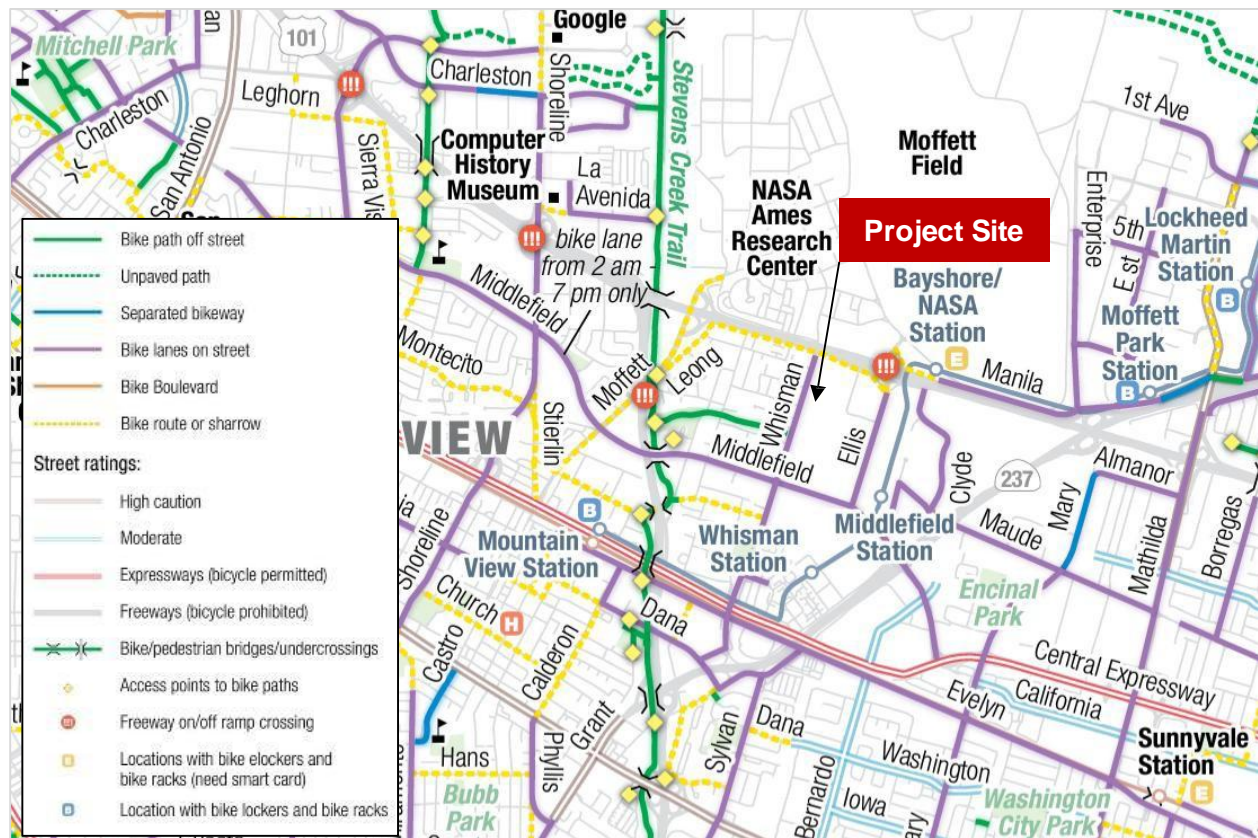 Mitchell Park
101
Google
Shoreline
Charleston
Leghorn
Charleston
San Antonio
Sierra Vis
Computer
History
Museum
La
Avenida
Stevens Creek Trail
NASA
Ames
Research
Center
Moffett
Field
Project Site
1st Ave
Enterprise
5th
E st
Lockheed
Martin
Station
B
Bayshore/
NASA
Station
E
Manila
Moffett
Park
Station
B
bike lane
from 2 am
7 pm only
Middlefield
Montecito
Stierlin
Moffett
Leong
Whisman
Middlefield
Ellis
Clyde
237
Almanor
Mary
Maude
Mathilda
Borregas
VIEW
B
Mountain
View Station
Whisman
Station
Middlefield
Station
Encinal
Park
Shoreline
Church
H
Castro
Calderon
Dana
Central Expressway
Evelyn
California
Grant
Phyllis
Hans
Bubb
Park
Sylvan
Dana
Bernardo
Washington
Iowa
ary
Washington
City Park
Sunnyvale
Station
E
Bike path off street
Unpaved path
Separated bikeway
Bike lanes on street
Bike Boulevard
Bike route or sharrow
Street ratings:
High caution
Moderate
Expressways (bicycle permitted)
Freeways (bicycle prohibited)
Bike/pedestrian bridges/undercrossings
Access points to bike paths
Freeway on/off ramp crossing
Locations with bike elockers and
bike racks (need smart card)
Location with bike lockers and bike racks